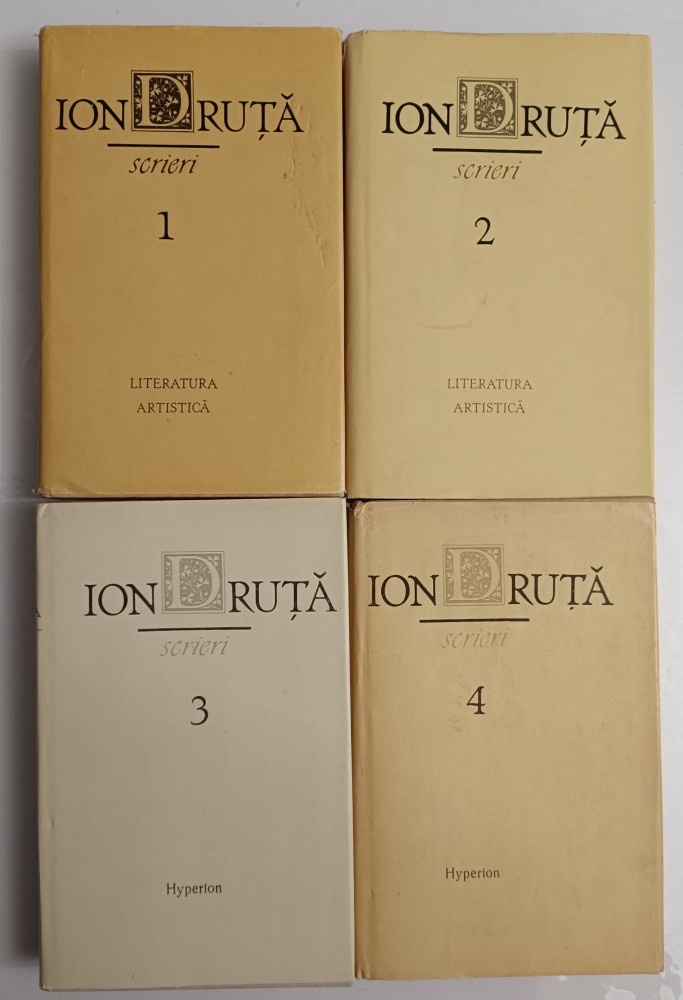 ION DRUȚĂ
scrieri
1
LITERATURA
ARTISTICĂ
ION DRUȚĂ
scrieri
2
LITERATURA
ARTISTICĂ
ION DRUȚĂ
scrieri
3
Hyperion
ION DRUȚĂ
scrieri
4
Hyperion